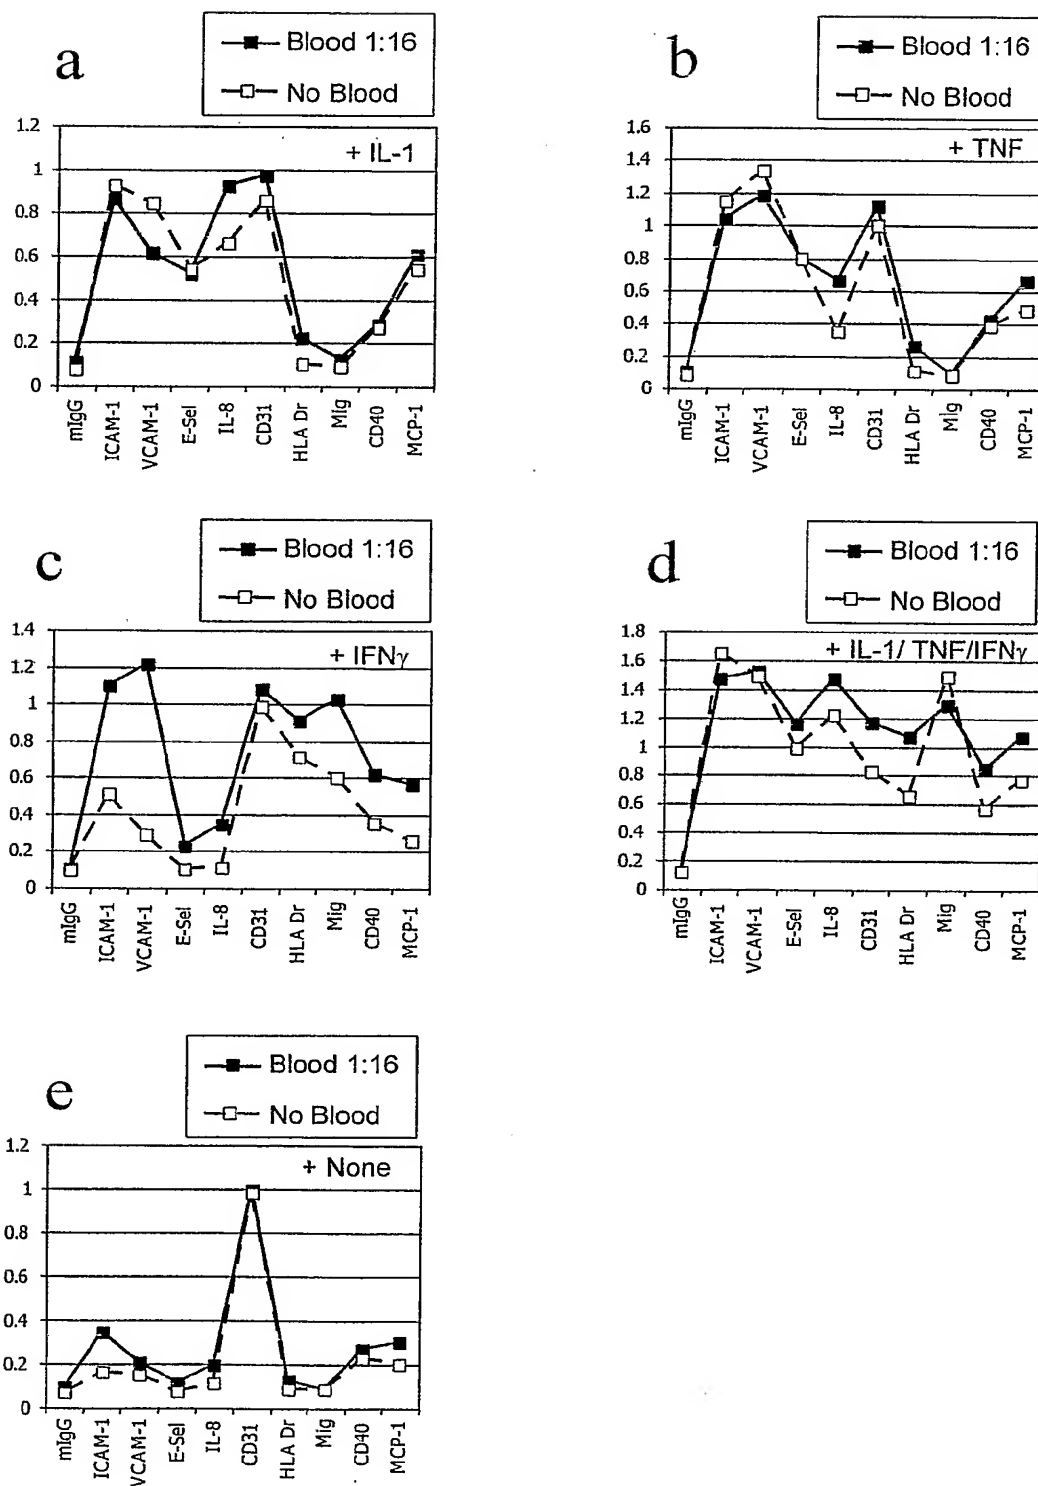 a
Blood 1:16
No Blood
+ IL-1
1.2
1
0.8
0.6
0.4
0.2
0
mIgG
ICAM-1
VCAM-1
E-Sel
IL-8
CD31
HLA Dr
Mig
CD40
MCP-1
b
Blood 1:16
No Blood
+ TNF
1.6
1.4
1.2
1
0.8
0.6
0.4
0.2
0
mIgG
ICAM-1
VCAM-1
E-Sel
IL-8
CD31
HLA Dr
Mig
CD40
MCP-1
c
Blood 1:16
No Blood
+ IFNγ
1.4
1.2
1
0.8
0.6
0.4
0.2
0
mIgG
ICAM-1
VCAM-1
E-Sel
IL-8
CD31
HLA Dr
Mig
CD40
MCP-1
d
Blood 1:16
No Blood
+ IL-1/ TNF/IFNγ
1.8
1.6
1.4
1.2
1
0.8
0.6
0.4
0.2
0
mIgG
ICAM-1
VCAM-1
E-Sel
IL-8
CD31
HLA Dr
Mig
CD40
MCP-1
e
Blood 1:16
No Blood
+ None
1.2
1
0.8
0.6
0.4
0.2
0
mIgG
ICAM-1
VCAM-1
E-Sel
IL-8
CD31
HLA Dr
Mig
CD40
MCP-1